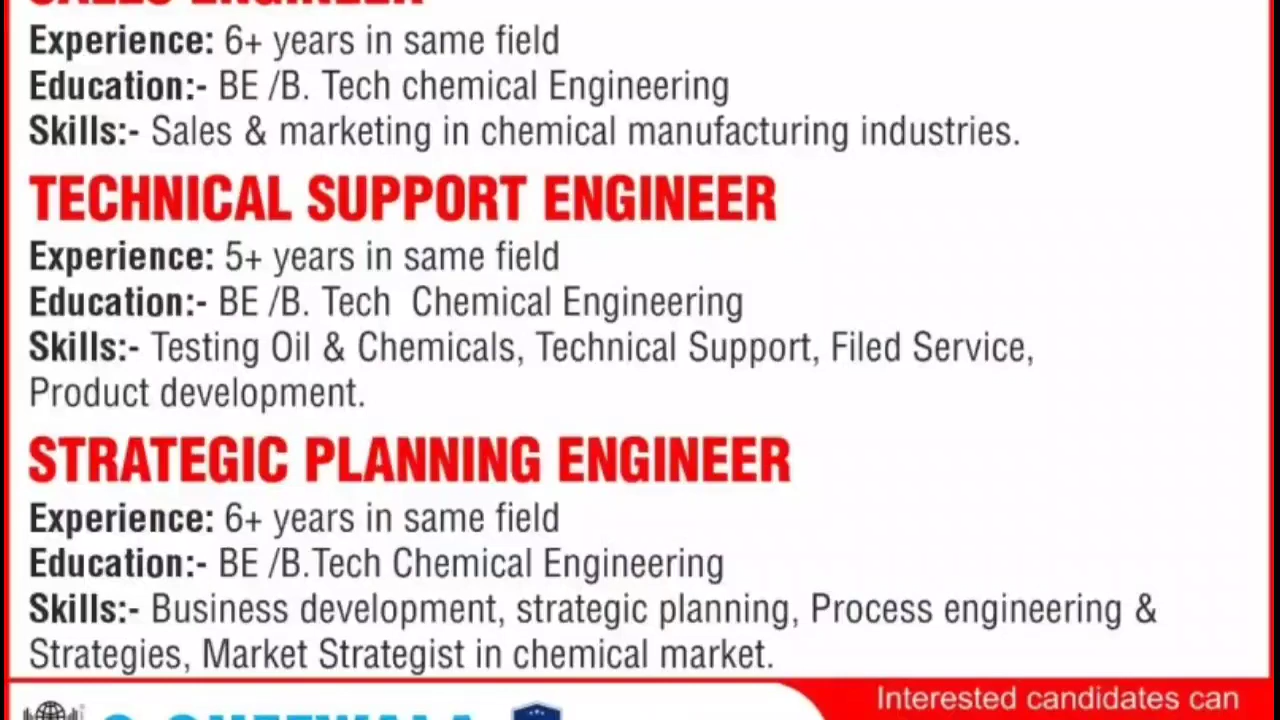 SALES ENGINEER
Experience: 6+ years in same field
Education:- BE /B. Tech chemical Engineering
Skills:- Sales & marketing in chemical manufacturing industries.
TECHNICAL SUPPORT ENGINEER
Experience: 5+ years in same field
Education:- BE /B. Tech Chemical Engineering
Skills:- Testing Oil & Chemicals, Technical Support, Filed Service,
Product development.
STRATEGIC PLANNING ENGINEER
Experience: 6+ years in same field
Education:- BE /B.Tech Chemical Engineering
Skills:- Business development, strategic planning, Process engineering &
Strategies, Market Strategist in chemical market.
Interested candidates can